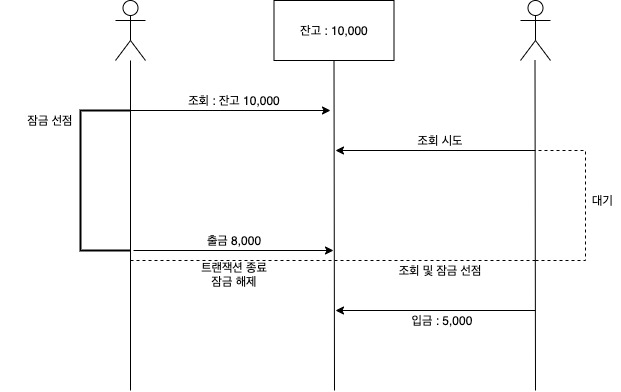 잔고 : 10,000
조회 : 잔고 10,000
잠금 선점
조회 시도
대기
출금 8,000
트랜잭션 종료
잠금 해제
조회 및 잠금 선점
입금 : 5,000